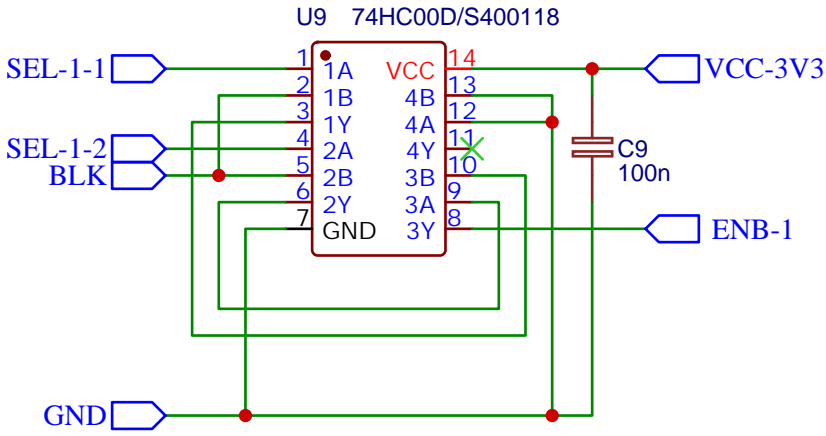 U9 74HC00D/S400118
SEL-1-1 1 1A VCC 14 VCC-3V3
2 1B 4B 13
3 1Y 4A 12
SEL-1-2 4 2A 4Y 11 C9
BLK 5 2B 3B 10 100n
6 2Y 3A 9
7 GND 3Y 8 ENB-1
GND